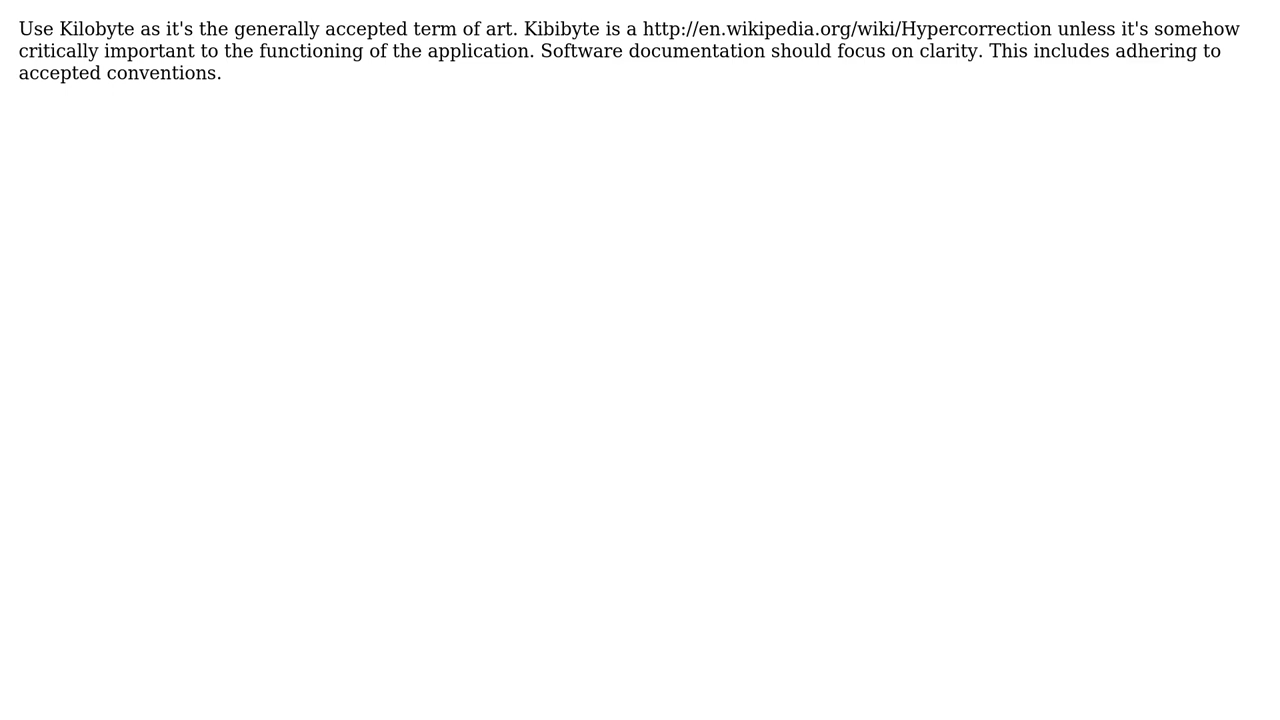 Use Kilobyte as it's the generally accepted term of art. Kibibyte is a http://en.wikipedia.org/wiki/Hypercorrection unless it's somehow
critically important to the functioning of the application. Software documentation should focus on clarity. This includes adhering to
accepted conventions.